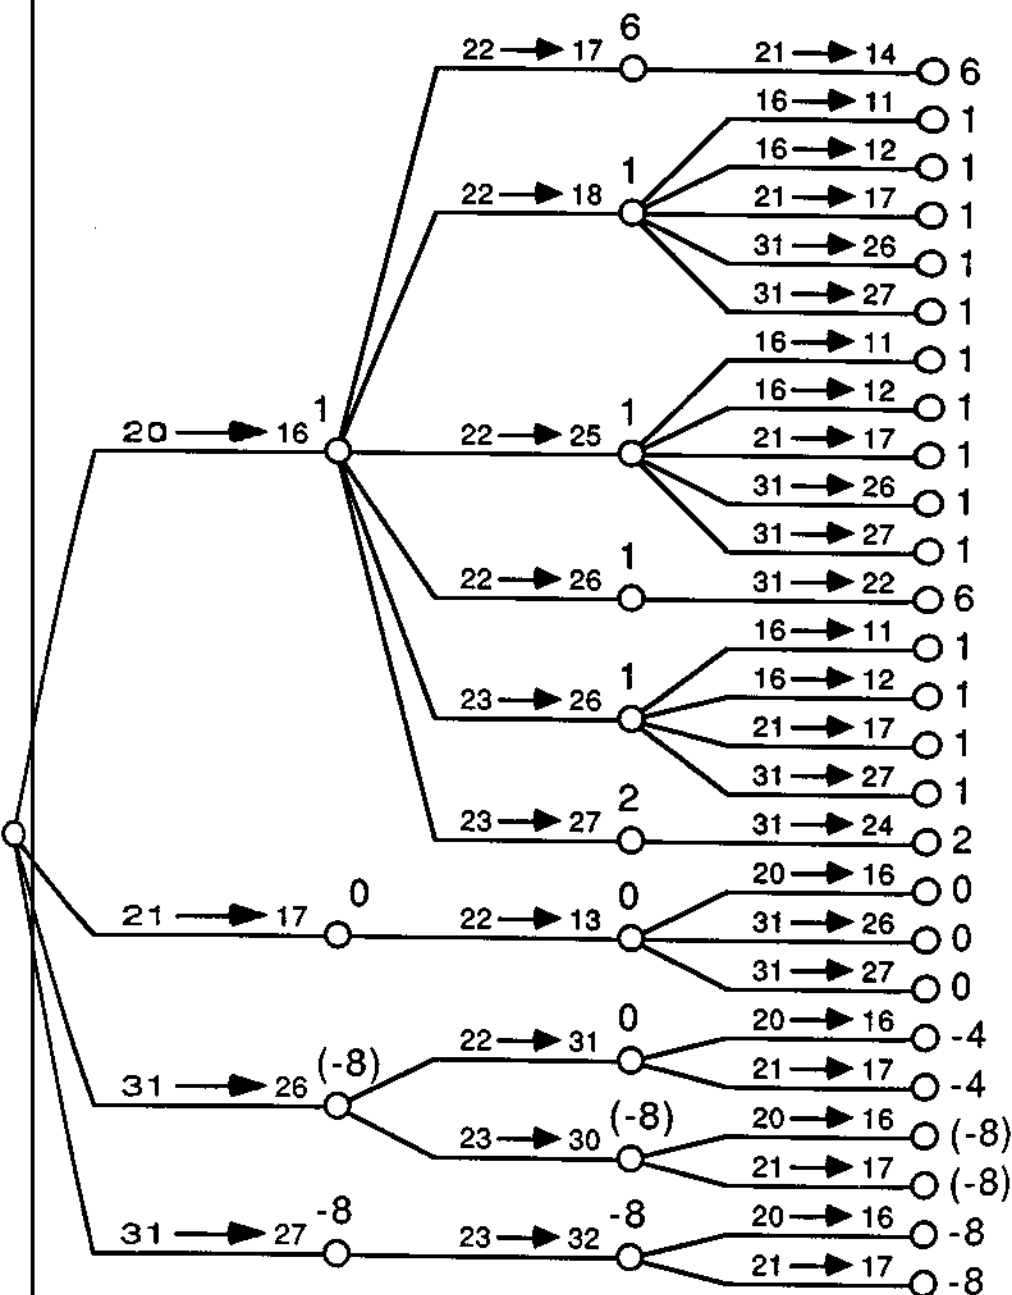 6
22 → 17
21 → 14 6
16 → 11 1
16 → 12 1
1
22 → 18
21 → 17 1
31 → 26 1
31 → 27 1
16 → 11 1
16 → 12 1
1
20 → 16
1
22 → 25
21 → 17 1
31 → 26 1
31 → 27 1
1
22 → 26
31 → 22 6
16 → 11 1
16 → 12 1
1
23 → 26
21 → 17 1
31 → 27 1
2
23 → 27
31 → 24 2
20 → 16 0
0
21 → 17
0
22 → 13
31 → 26 0
31 → 27 0
0
22 → 31
20 → 16 -4
21 → 17 -4
(-8)
31 → 26
(-8)
23 → 30
20 → 16 (-8)
21 → 17 (-8)
-8
31 → 27
-8
23 → 32
20 → 16 -8
21 → 17 -8